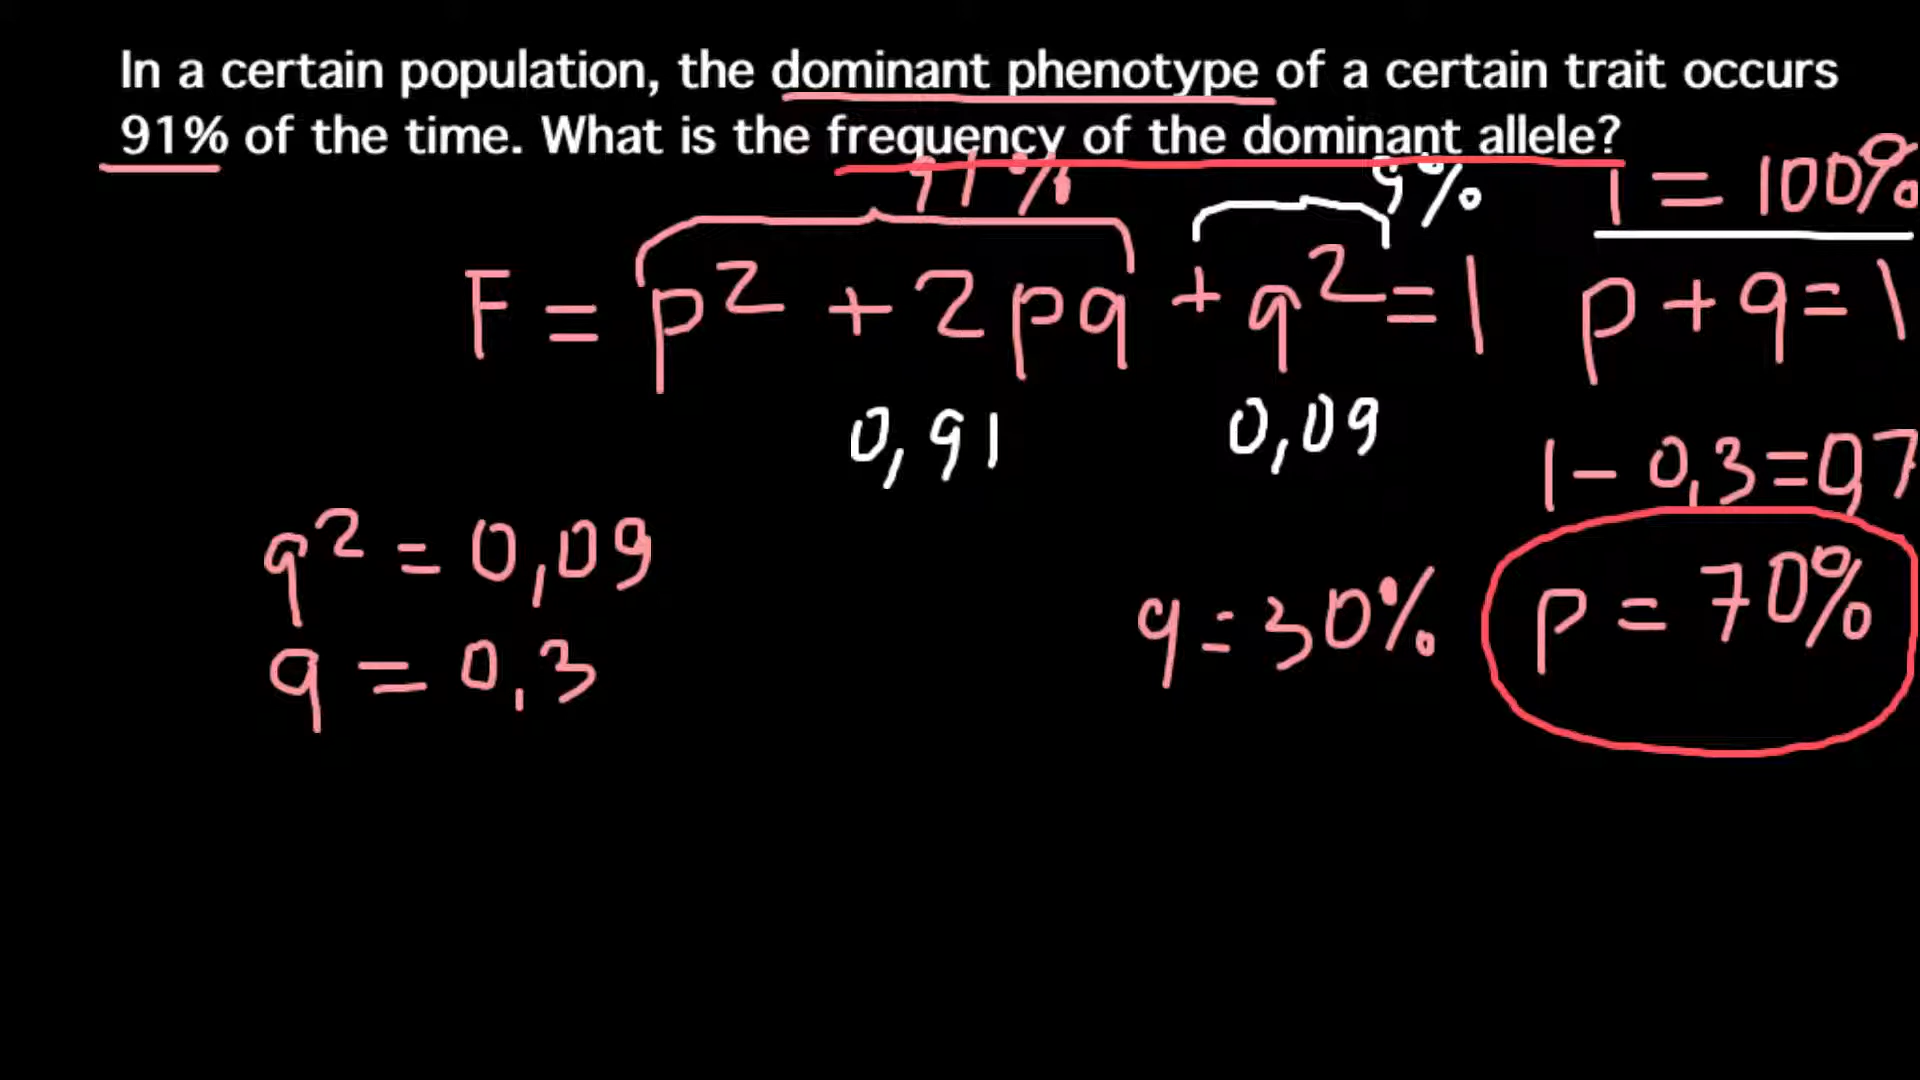 In a certain population, the dominant phenotype of a certain trait occurs
91% of the time. What is the frequency of the dominant allele?
91% 9% 1 = 100%
F = p² + 2pq + q² = 1 p + q = 1
0,91 0,09
1 - 0,3 = 0,7
q² = 0,09
q = 30% p = 70%
q = 0,3